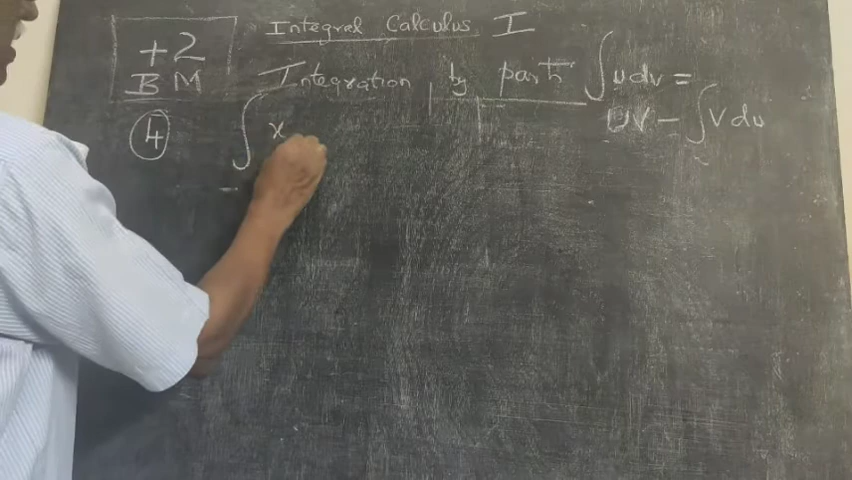 +2
BM
Integral Calculus I
Integration by parts ∫udv =
uv - ∫vdu
4 ∫ x